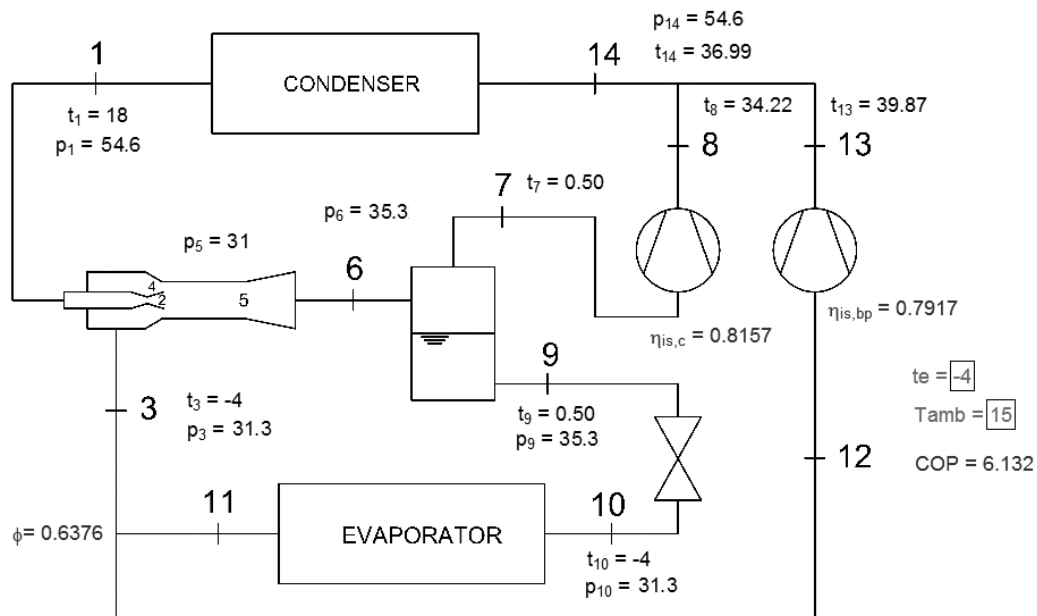 p14 = 54.6
t14 = 36.99
1
CONDENSER
14
t1 = 18
p1 = 54.6
t8 = 34.22
t13 = 39.87
8
13
7
t7 = 0.50
p6 = 35.3
p5 = 31
6
4
2
5
ηis,c = 0.8157
ηis,bp = 0.7917
9
te = -4
3
t3 = -4
p3 = 31.3
t9 = 0.50
p9 = 35.3
Tamb = 15
12
COP = 6.132
11
10
ϕ= 0.6376
EVAPORATOR
t10 = -4
p10 = 31.3